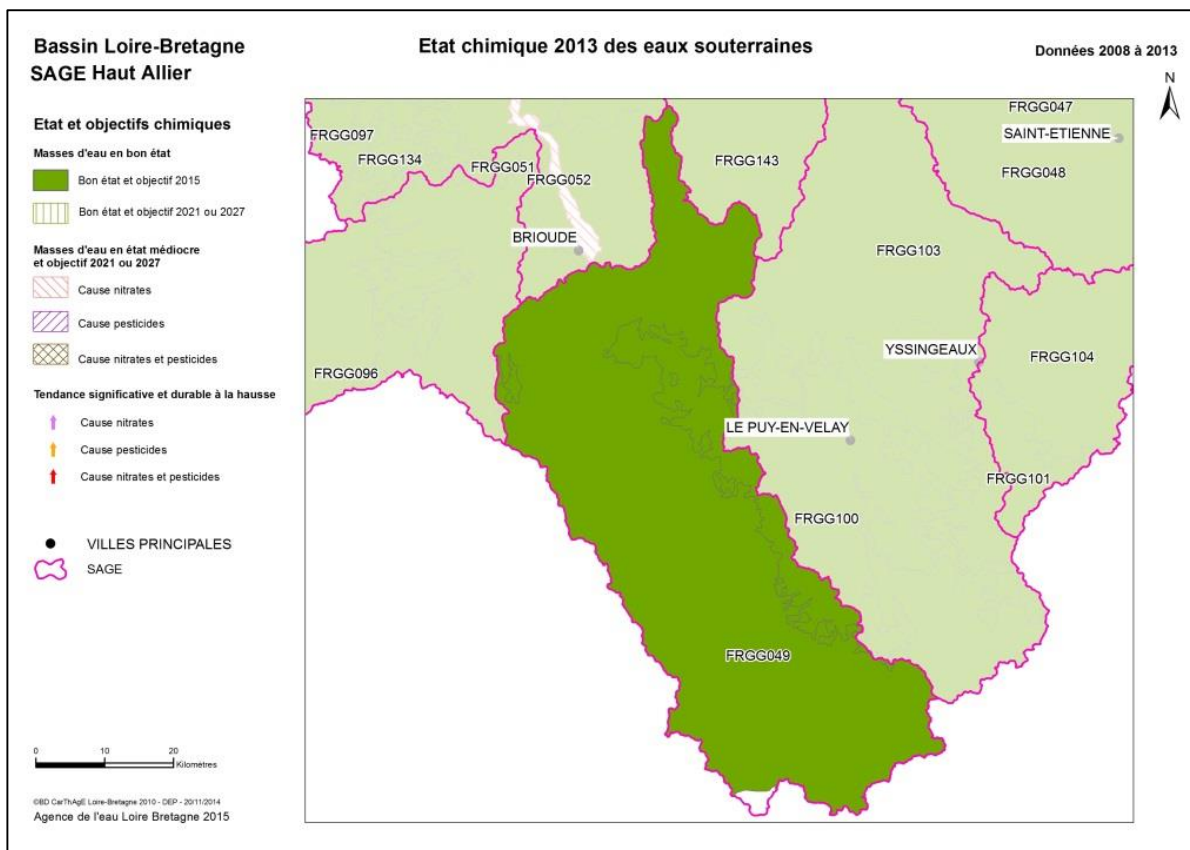 Bassin Loire-Bretagne
SAGE Haut Allier
Etat chimique 2013 des eaux souterraines
Données 2008 à 2013
N
Etat et objectifs chimiques
Masses d'eau en bon état
Bon état et objectif 2015
Bon état et objectif 2021 ou 2027
Masses d'eau en état médiocre
et objectif 2021 ou 2027
Cause nitrates
Cause pesticides
Cause nitrates et pesticides
Tendance significative et durable à la hausse
Cause nitrates
Cause pesticides
Cause nitrates et pesticides
VILLES PRINCIPALES
SAGE
0 10 20
Kilomètres
©BD CarThAgE Loire-Bretagne 2010 - DEP - 20/11/2014
Agence de l'eau Loire Bretagne 2015
FRGG047
SAINT-ETIENNE
FRGG097
FRGG134
FRGG051
FRGG143
FRGG048
FRGG052
BRIOUDE
FRGG103
YSSINGEAUX
FRGG104
FRGG096
LE PUY-EN-VELAY
FRGG101
FRGG100
FRGG049